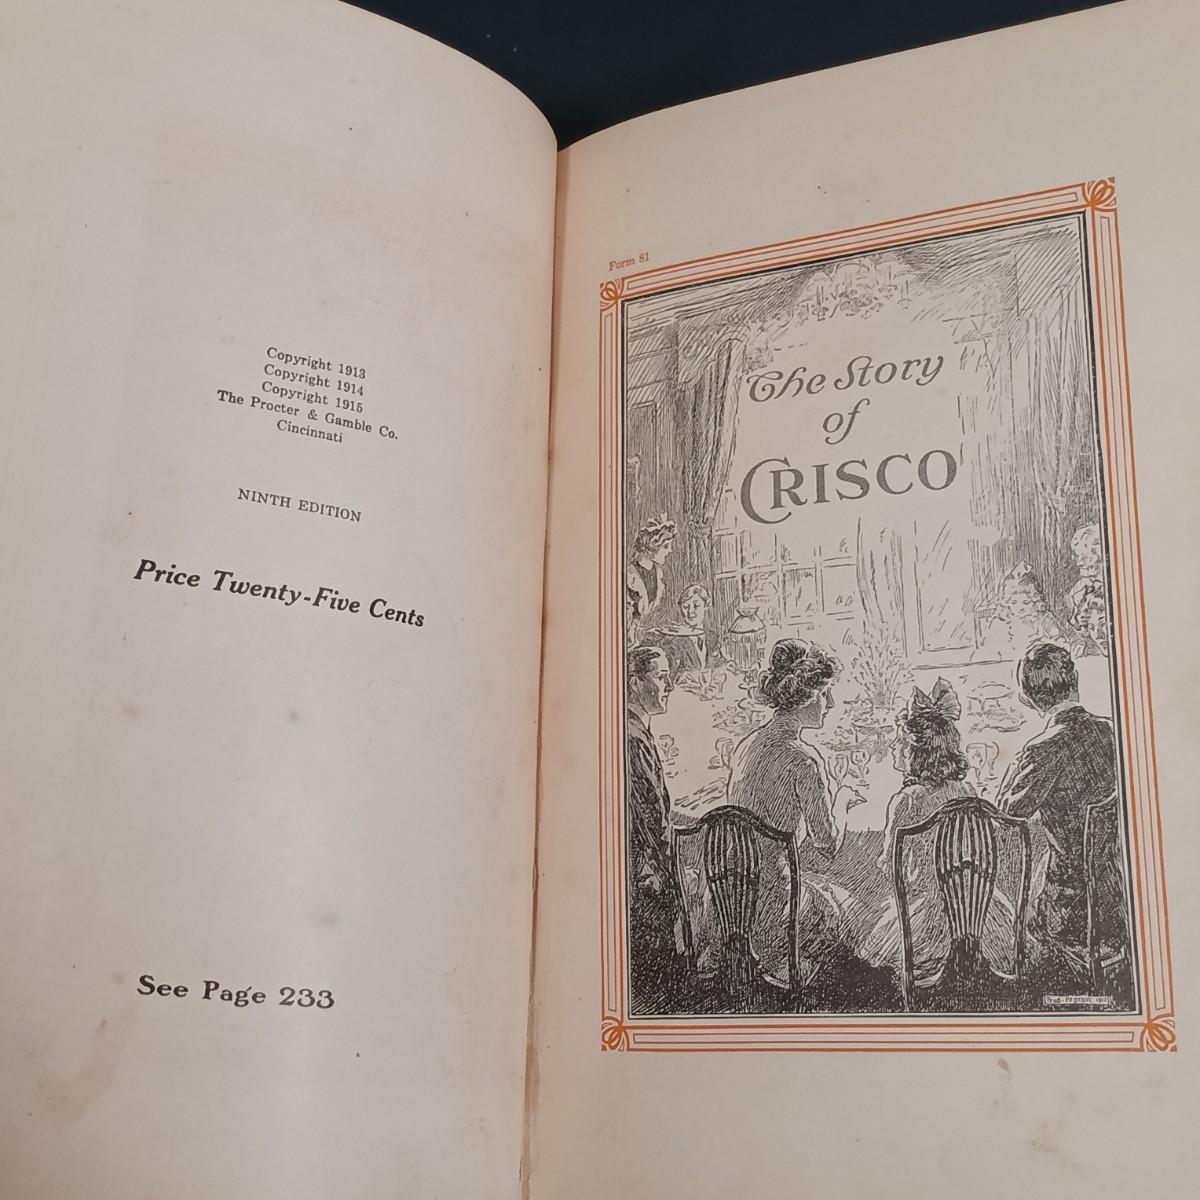 Copyright 1913
Copyright 1914
Copyright 1915
The Procter & Gamble Co.
Cincinnati
NINTH EDITION
Price Twenty-Five Cents
See Page 233
Form 81
The Story
of
CRISCO